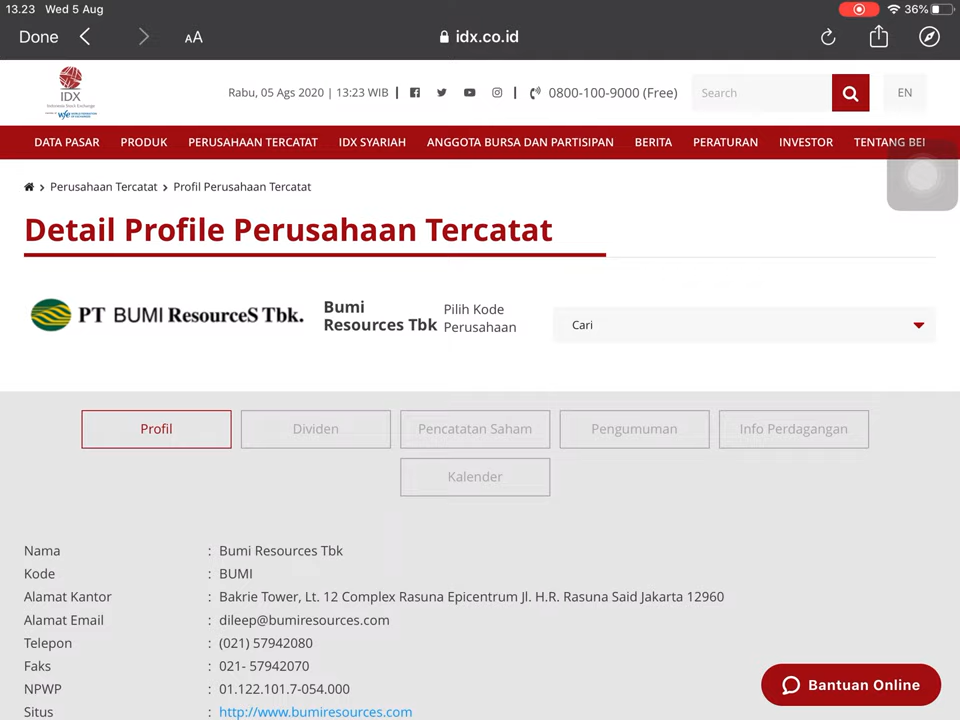 13.23 Wed 5 Aug 36%
Done AA idx.co.id
IDX
Indonesia Stock Exchange
Rabu, 05 Ags 2020 | 13:23 WIB | | 0800-100-9000 (Free) Search EN
DATA PASAR PRODUK PERUSAHAAN TERCATAT IDX SYARIAH ANGGOTA BURSA DAN PARTISIPAN BERITA PERATURAN INVESTOR TENTANG BEI
Perusahaan Tercatat > Profil Perusahaan Tercatat
Detail Profile Perusahaan Tercatat
PT BUMI ResourceS Tbk.
Bumi
Resources Tbk
Pilih Kode
Perusahaan
Cari
Profil Dividen Pencatatan Saham Pengumuman Info Perdagangan
Kalender
Nama : Bumi Resources Tbk
Kode : BUMI
Alamat Kantor : Bakrie Tower, Lt. 12 Complex Rasuna Epicentrum Jl. H.R. Rasuna Said Jakarta 12960
Alamat Email : dileep@bumiresources.com
Telepon : (021) 57942080
Faks : 021- 57942070
NPWP : 01.122.101.7-054.000
Situs : http://www.bumiresources.com
Bantuan Online